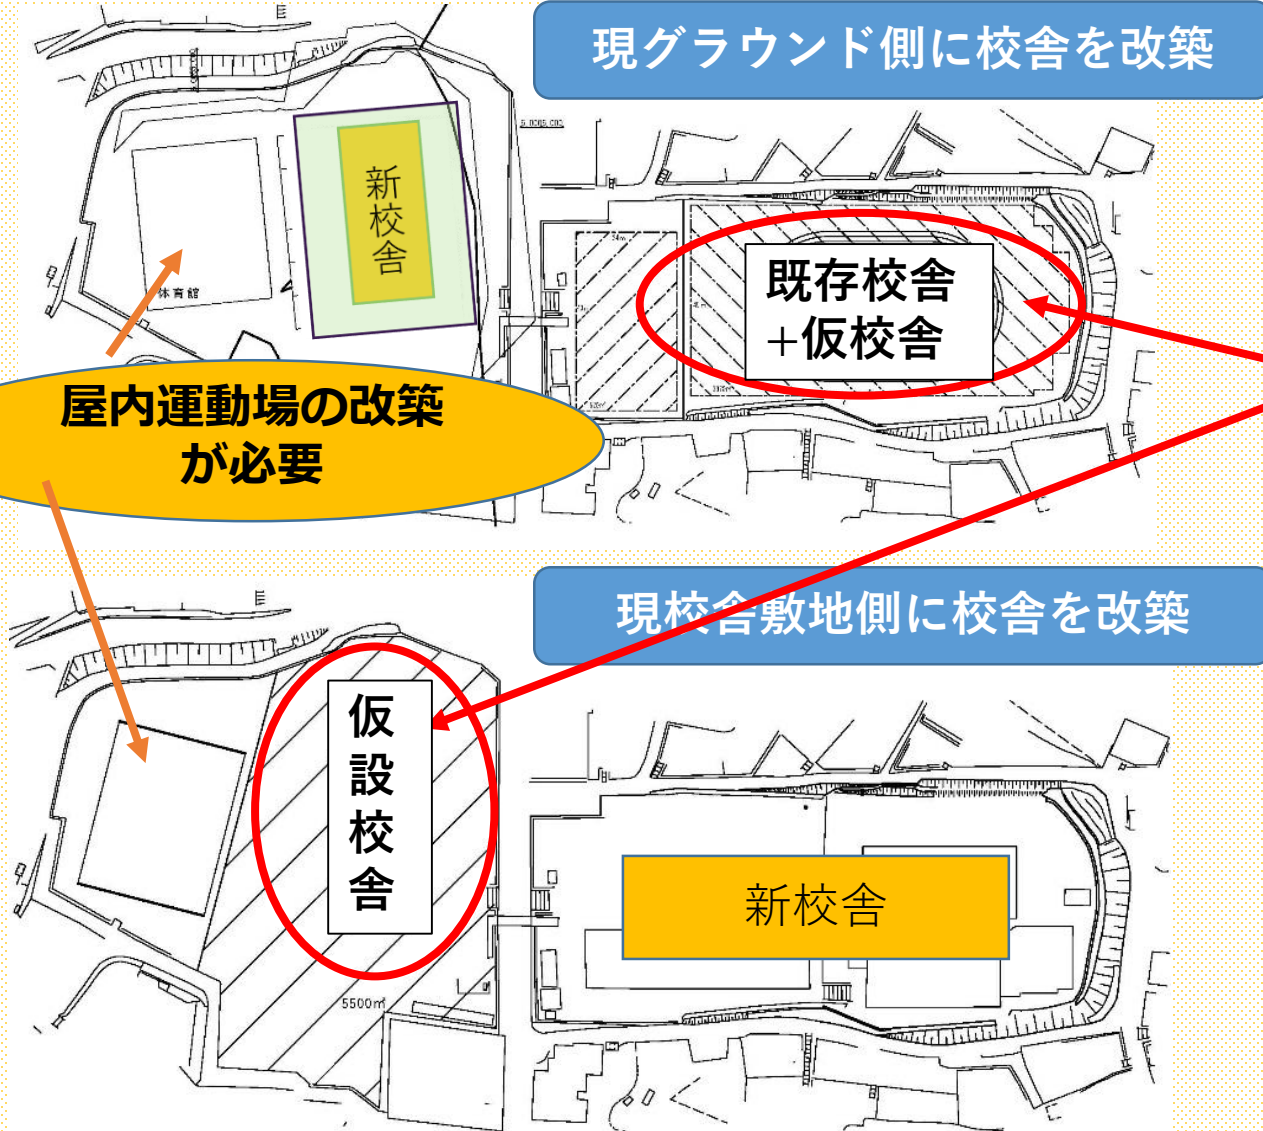 現グラウンド側に校舎を改築
新校舎
体育館
既存校舎
+仮校舎
屋内運動場の改築
が必要
現校舎敷地側に校舎を改築
仮設校舎
新校舎
5500㎡